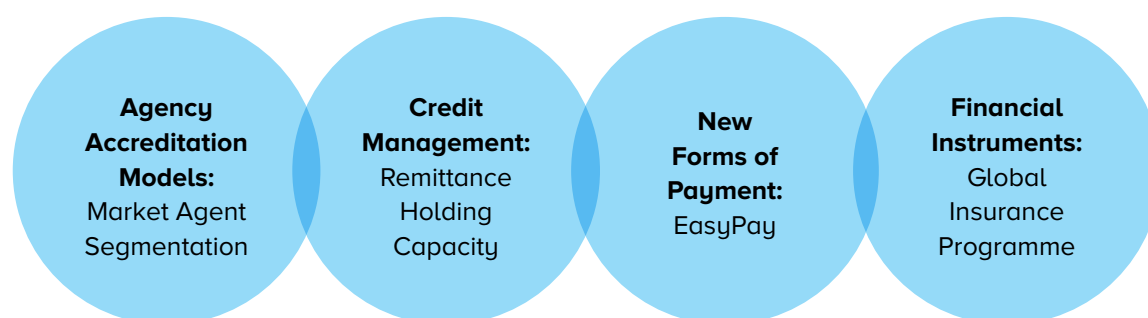 Agency
Accreditation
Models:
Market Agent
Segmentation
Credit
Management:
Remittance
Holding
Capacity
New
Forms of
Payment:
EasyPay
Financial
Instruments:
Global
Insurance
Programme